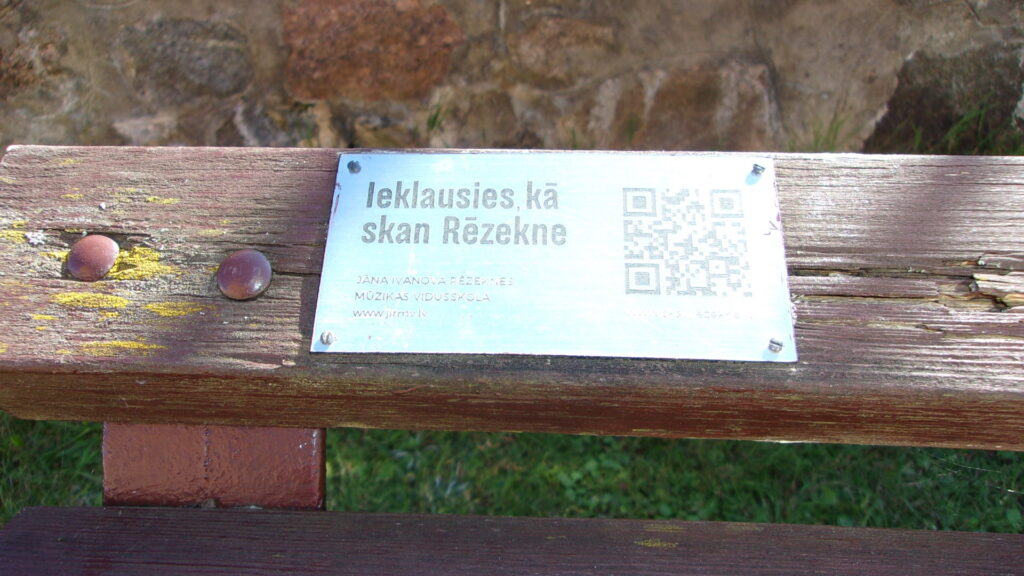 Ieklausies, kā
skan Rēzekne
JĀŅA IVANOVA RĒZEKNES
MŪZIKAS VIDUSSKOLA
www.jirmv.lv